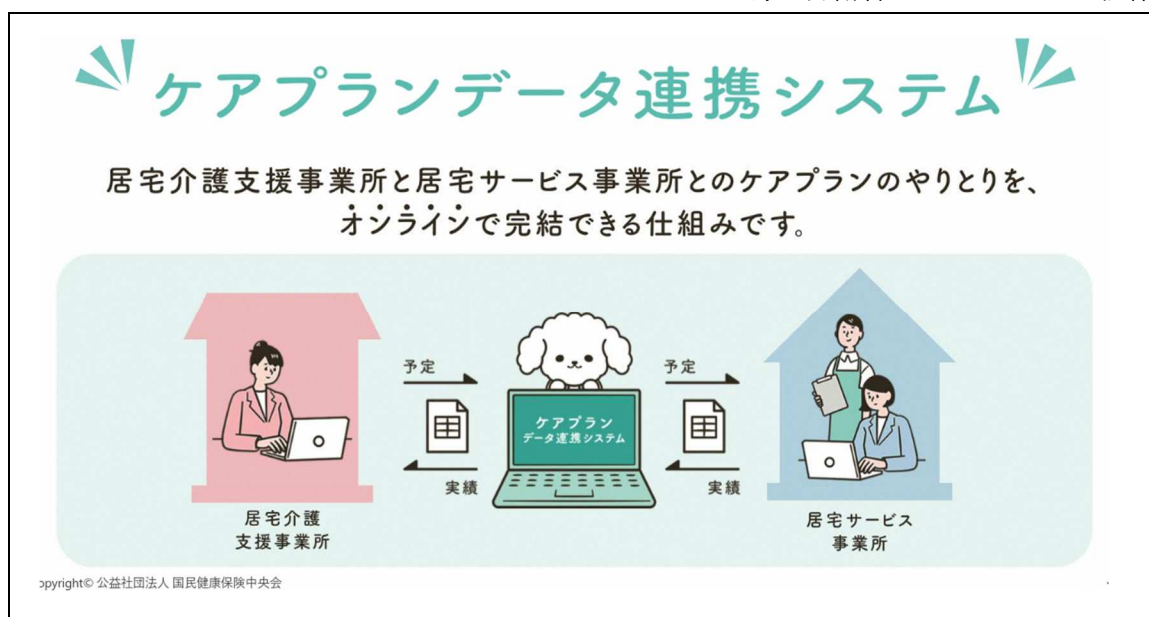 ケアプランデータ連携システム
居宅介護支援事業所と居宅サービス事業所とのケアプランのやりとりを、
オンラインで完結できる仕組みです。
予定
予定
ケアプラン
データ連携システム
実績
実績
居宅介護
支援事業所
居宅サービス
事業所
opyright© 公益社団法人 国民健康保険中央会